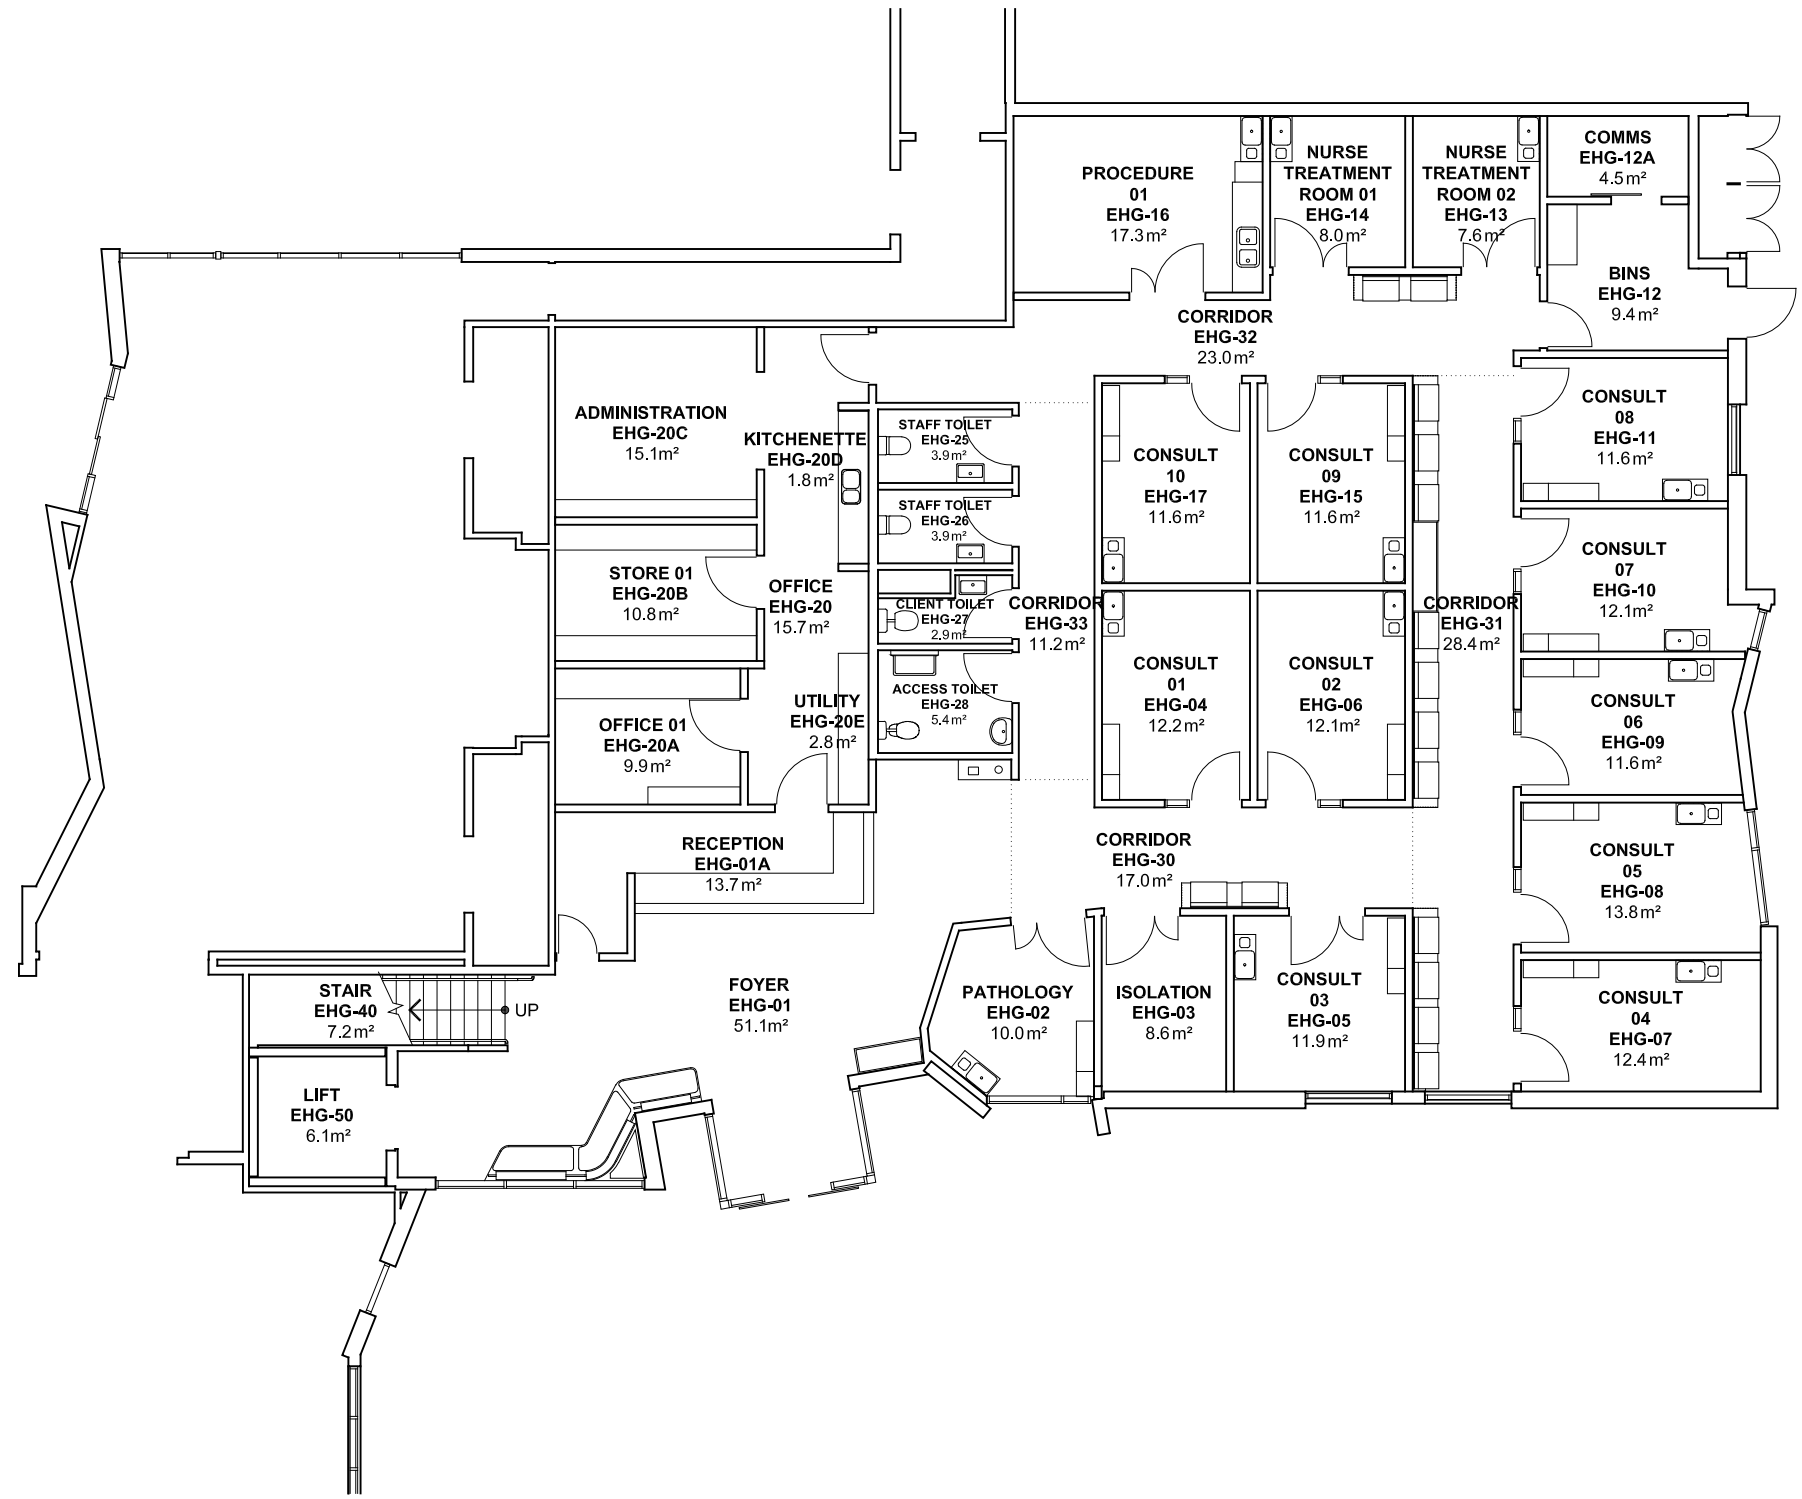 PROCEDURE
01
EHG-16
17.3m²
NURSE
TREATMENT
ROOM 01
EHG-14
8.0m²
NURSE
TREATMENT
ROOM 02
EHG-13
7.6m²
COMMS
EHG-12A
4.5m²
BINS
EHG-12
9.4m²
CORRIDOR
EHG-32
23.0m²
ADMINISTRATION
EHG-20C
15.1m²
KITCHENETTE
EHG-20D
1.8m²
STAFF TOILET
EHG-25
3.9m²
STAFF TOILET
EHG-26
3.9m²
CONSULT
10
EHG-17
11.6m²
CONSULT
09
EHG-15
11.6m²
CONSULT
08
EHG-11
11.6m²
STORE 01
EHG-20B
10.8m²
OFFICE
EHG-20
15.7m²
CLIENT TOILET
EHG-27
2.9m²
CORRIDOR
EHG-33
11.2m²
CORRIDOR
EHG-31
28.4m²
CONSULT
07
EHG-10
12.1m²
OFFICE 01
EHG-20A
9.9m²
UTILITY
EHG-20E
2.8m²
ACCESS TOILET
EHG-28
5.4m²
CONSULT
01
EHG-04
12.2m²
CONSULT
02
EHG-06
12.1m²
CONSULT
06
EHG-09
11.6m²
RECEPTION
EHG-01A
13.7m²
CORRIDOR
EHG-30
17.0m²
CONSULT
05
EHG-08
13.8m²
STAIR
EHG-40
7.2m²
UP
FOYER
EHG-01
51.1m²
PATHOLOGY
EHG-02
10.0m²
ISOLATION
EHG-03
8.6m²
CONSULT
03
EHG-05
11.9m²
CONSULT
04
EHG-07
12.4m²
LIFT
EHG-50
6.1m²